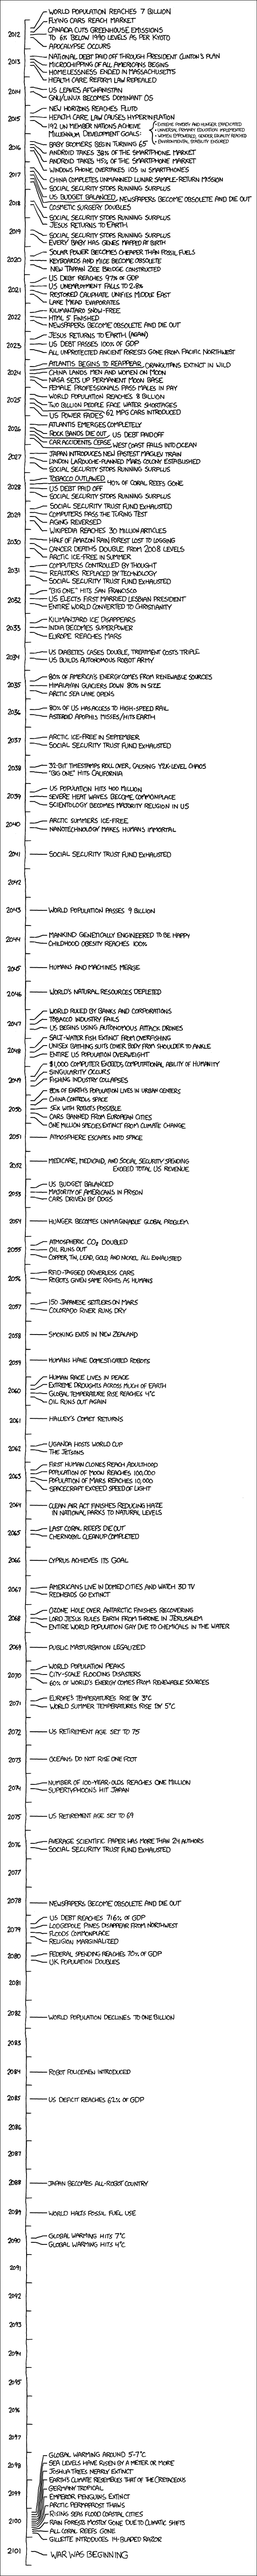 WORLD POPULATION REACHES 7 BILLION
FLYING CARS REACH MARKET
2012
CANADA CUTS GREENHOUSE EMISSIONS
TO 6% BELOW 1990 LEVELS AS PER KYOTO
APOCALYPSE OCCURS
2013
NATIONAL DEBT PAID OFF THROUGH PRESIDENT CLINTON'S PLAN
MICROCHIPPING OF ALL AMERICANS BEGINS
HOMELESSNESS ENDED IN MASSACHUSETTS
HEALTH CARE REFORM LAW REPEALED
2014
US LEAVES AFGHANISTAN
GNU/LINUX BECOMES DOMINANT OS
NEW HORIZONS REACHES PLUTO
2015
HEALTH CARE LAW CAUSES HYPERINFLATION
UN MEMBER NATIONS ACHIEVE
MILLENNIUM DEVELOPMENT GOALS:
EXTREME POVERTY AND HUNGER ERADICATED
UNIVERSAL PRIMARY EDUCATION IMPLEMENTED
WOMEN EMPOWERED, GENDER EQUALITY REACHED
ENVIRONMENTAL STABILITY ENSURED
2016
BABY BOOMERS BEGIN TURNING 65
ANDROID TAKES 38% OF THE SMARTPHONE MARKET
ANDROID TAKES 45% OF THE SMARTPHONE MARKET
2017
WINDOWS PHONE OVERTAKES IOS IN SMARTPHONES
CHINA COMPLETES UNMANNED LUNAR SAMPLE-RETURN MISSION
SOCIAL SECURITY STOPS RUNNING SURPLUS
US BUDGET BALANCED
NEWSPAPERS BECOME OBSOLETE AND DIE OUT
2018
COSMETIC SURGERY DOUBLES
SOCIAL SECURITY STOPS RUNNING SURPLUS
JESUS RETURNS TO EARTH
2019
SOCIAL SECURITY STOPS RUNNING SURPLUS
EVERY BABY HAS GENES MAPPED AT BIRTH
2020
SOLAR POWER BECOMES CHEAPER THAN FOSSIL FUELS
KEYBOARDS AND MICE BECOME OBSOLETE
NEW TAPPAN ZEE BRIDGE CONSTRUCTED
US DEBT REACHES 97% OF GDP
2021
US UNEMPLOYMENT FALLS TO 2.8%
RESTORED CALIPHATE UNIFIES MIDDLE EAST
LAKE MEAD EVAPORATES
2022
KILIMANJARO SNOW-FREE
HTML 5 FINISHED
NEWSPAPERS BECOME OBSOLETE AND DIE OUT
2023
JESUS RETURNS TO EARTH (AGAIN)
US DEBT PASSES 100% OF GDP
ALL UNPROTECTED ANCIENT FORESTS GONE FROM PACIFIC NORTHWEST
ATLANTIS BEGINS TO REAPPEAR
ORANGUTANS EXTINCT IN WILD
2024
CHINA LANDS MEN AND WOMEN ON MOON
NASA SETS UP PERMANENT MOON BASE
FEMALE PROFESSIONALS PASS MALES IN PAY
2025
WORLD POPULATION REACHES 8 BILLION
TWO BILLION PEOPLE FACE WATER SHORTAGES
US POWER FADES
62 MPG CARS INTRODUCED
2026
ATLANTIS EMERGES COMPLETELY
ROCK BANDS DIE OUT
US DEBT PAID OFF
CAR ACCIDENTS CEASE
WEST COAST FALLS INTO OCEAN
2027
JAPAN INTRODUCES NEW FASTEST MAGLEV TRAIN
LYNDON LAROUCHE-PLANNED MARS COLONY ESTABLISHED
SOCIAL SECURITY STOPS RUNNING SURPLUS
2028
TOBACCO OUTLAWED
40% OF CORAL REEFS GONE
US DEBT PAID OFF
SOCIAL SECURITY STOPS RUNNING SURPLUS
2029
SOCIAL SECURITY TRUST FUND EXHAUSTED
COMPUTERS PASS THE TURING TEST
AGING REVERSED
WIKIPEDIA REACHES 30 MILLION ARTICLES
2030
HALF OF AMAZON RAIN FOREST LOST TO LOGGING
CANCER DEATHS DOUBLE FROM 2008 LEVELS
ARCTIC ICE-FREE IN SUMMER
2031
COMPUTERS CONTROLLED BY THOUGHT
REALTORS REPLACED BY TECHNOLOGY
SOCIAL SECURITY TRUST FUND EXHAUSTED
2032
"BIG ONE" HITS SAN FRANCISCO
US ELECTS FIRST MARRIED LESBIAN PRESIDENT
ENTIRE WORLD CONVERTED TO CHRISTIANITY
2033
KILIMANJARO ICE DISAPPEARS
INDIA BECOMES SUPERPOWER
EUROPE REACHES MARS
2034
US DIABETES CASES DOUBLE, TREATMENT COSTS TRIPLE
US BUILDS AUTONOMOUS ROBOT ARMY
2035
80% OF AMERICA'S ENERGY COMES FROM RENEWABLE SOURCES
HIMALAYAN GLACIERS DOWN 80% IN SIZE
ARCTIC SEA LANE OPENS
2036
80% OF US HAS ACCESS TO HIGH-SPEED RAIL
ASTEROID APOPHIS MISSES/HITS EARTH
2037
ARCTIC ICE-FREE IN SEPTEMBER
SOCIAL SECURITY TRUST FUND EXHAUSTED
2038
32-BIT TIMESTAMPS ROLL OVER, CAUSING Y2K-LEVEL CHAOS
"BIG ONE" HITS CALIFORNIA
2039
US POPULATION HITS 400 MILLION
SEVERE HEAT WAVES BECOME COMMONPLACE
SCIENTOLOGY BECOMES MAJORITY RELIGION IN US
2040
ARCTIC SUMMERS ICE-FREE
NANOTECHNOLOGY MAKES HUMANS IMMORTAL
2041
SOCIAL SECURITY TRUST FUND EXHAUSTED
2042
2043
WORLD POPULATION PASSES 9 BILLION
2044
MANKIND GENETICALLY ENGINEERED TO BE HAPPY
CHILDHOOD OBESITY REACHES 100%
2045
HUMANS AND MACHINES MERGE
2046
WORLD'S NATURAL RESOURCES DEPLETED
2047
WORLD RULED BY BANKS AND CORPORATIONS
TOBACCO INDUSTRY FAILS
US BEGINS USING AUTONOMOUS ATTACK DRONES
2048
SALT-WATER FISH EXTINCT FROM OVERFISHING
UNISEX BATHING SUITS COVER BODY FROM SHOULDER TO ANKLE
ENTIRE US POPULATION OVERWEIGHT
2049
$1,000 COMPUTER EXCEEDS COMPUTATIONAL ABILITY OF HUMANITY
SINGULARITY OCCURS
FISHING INDUSTRY COLLAPSES
2050
80% OF EARTH'S POPULATION LIVES IN URBAN CENTERS
CHINA CONTROLS SPACE
SEX WITH ROBOTS POSSIBLE
CARS BANNED FROM EUROPEAN CITIES
ONE MILLION SPECIES EXTINCT FROM CLIMATE CHANGE
2051
ATMOSPHERE ESCAPES INTO SPACE
2052
MEDICARE, MEDICAID, AND SOCIAL SECURITY SPENDING
EXCEED TOTAL US REVENUE
2053
US BUDGET BALANCED
MAJORITY OF AMERICANS IN PRISON
CARS DRIVEN BY DOGS
2054
HUNGER BECOMES UNIMAGINABLE GLOBAL PROBLEM
2055
ATMOSPHERIC CO2 DOUBLED
OIL RUNS OUT
COPPER, TIN, LEAD, GOLD, AND NICKEL ALL EXHAUSTED
2056
RFID-TAGGED DRIVERLESS CARS
ROBOTS GIVEN SAME RIGHTS AS HUMANS
2057
150 JAPANESE SETTLERS ON MARS
COLORADO RIVER RUNS DRY
2058
SMOKING ENDS IN NEW ZEALAND
2059
HUMANS HAVE DOMESTICATED ROBOTS
2060
HUMAN RACE LIVES IN PEACE
EXTREME DROUGHTS ACROSS MUCH OF EARTH
GLOBAL TEMPERATURE RISE REACHES 4°C
OIL RUNS OUT AGAIN
2061
HALLEY'S COMET RETURNS
2062
UGANDA HOSTS WORLD CUP
THE JETSONS
2063
FIRST HUMAN CLONES REACH ADULTHOOD
POPULATION OF MOON REACHES 100,000
POPULATION OF MARS REACHES 10,000
SPACECRAFT EXCEED SPEED OF LIGHT
2064
CLEAN AIR ACT FINISHES REDUCING HAZE
IN NATIONAL PARKS TO NATURAL LEVELS
2065
LAST CORAL REEFS DIE OUT
CHERNOBYL CLEANUP COMPLETED
2066
CYPRUS ACHIEVES ITS GOAL
2067
AMERICANS LIVE IN DOMED CITIES AND WATCH 3D TV
REDHEADS GO EXTINCT
2068
OZONE HOLE OVER ANTARCTIC FINISHES RECOVERING
LORD JESUS RULES EARTH FROM THRONE IN JERUSALEM
ENTIRE WORLD POPULATION GAY DUE TO CHEMICALS IN THE WATER
2069
PUBLIC MASTURBATION LEGALIZED
2070
WORLD POPULATION PEAKS
CITY-SCALE FLOODING DISASTERS
60% OF WORLD'S ENERGY COMES FROM RENEWABLE SOURCES
2071
EUROPE'S TEMPERATURES RISE BY 3°C
WORLD SUMMER TEMPERATURES RISE BY 5°C
2072
US RETIREMENT AGE SET TO 75
2073
OCEANS DO NOT RISE ONE FOOT
2074
NUMBER OF 100-YEAR-OLDS REACHES ONE MILLION
SUPERTYPHOONS HIT JAPAN
2075
US RETIREMENT AGE SET TO 69
2076
AVERAGE SCIENTIFIC PAPER HAS MORE THAN 24 AUTHORS
SOCIAL SECURITY TRUST FUND EXHAUSTED
2077
2078
NEWSPAPERS BECOME OBSOLETE AND DIE OUT
2079
US DEBT REACHES 716% OF GDP
LODGEPOLE PINES DISAPPEAR FROM NORTHWEST
FLOODS COMMONPLACE
RELIGION MARGINALIZED
2080
FEDERAL SPENDING REACHES 70% OF GDP
UK POPULATION DOUBLES
2081
2082
WORLD POPULATION DECLINES TO ONE BILLION
2083
2084
ROBOT POLICEMEN INTRODUCED
2085
US DEFICIT REACHES 62% OF GDP
2086
2087
2088
JAPAN BECOMES ALL-ROBOT COUNTRY
2089
WORLD HALTS FOSSIL FUEL USE
2090
GLOBAL WARMING HITS 7°C
GLOBAL WARMING HITS 4°C
2091
2092
2093
2094
2095
2096
2097
2098
GLOBAL WARMING AROUND 5-7°C
SEA LEVELS HAVE RISEN BY A METER OR MORE
JOSHUA TREES NEARLY EXTINCT
EARTH'S CLIMATE RESEMBLES THAT OF THE CRETACEOUS
2099
GERMANY TROPICAL
EMPEROR PENGUINS EXTINCT
ARCTIC PERMAFROST THAWS
2100
RISING SEAS FLOOD COASTAL CITIES
RAIN FORESTS MOSTLY GONE DUE TO CLIMATIC SHIFTS
ALL CORAL REEFS GONE
GILLETTE INTRODUCES 14-BLADED RAZOR
2101
WAR WAS BEGINNING